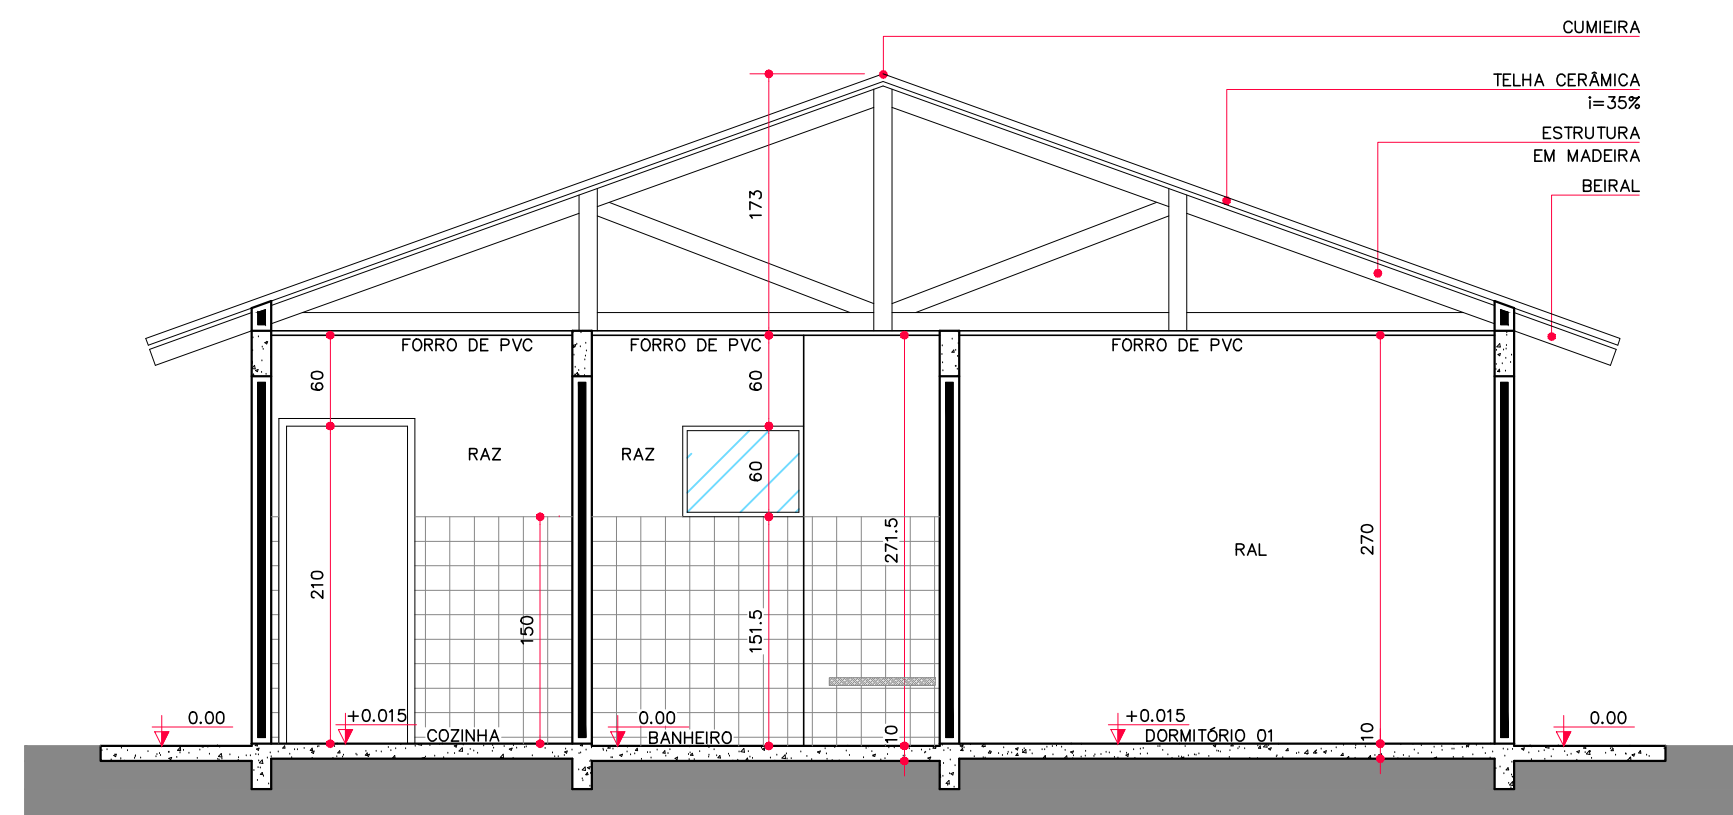 CUMIEIRA
TELHA CERÂMICA
i=35%
ESTRUTURA
EM MADEIRA
BEIRAL
173
FORRO DE PVC
FORRO DE PVC
FORRO DE PVC
60
60
RAZ
RAZ
60
271.5
270
RAL
210
150
151.5
0.00
+0.015
0.00
+0.015
0.00
COZINHA
BANHEIRO
10
DORMITÓRIO 01
10